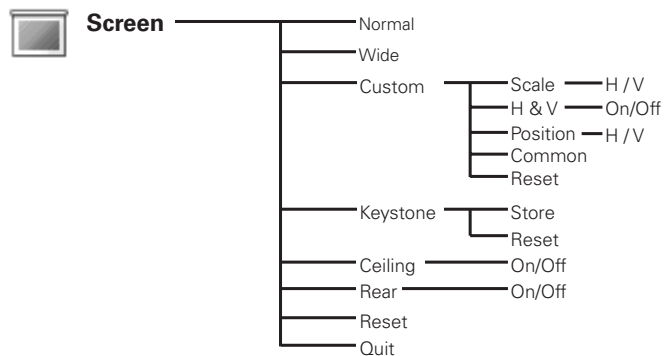 Screen
Normal
Wide
Custom
Scale H / V
H & V On/Off
Position H / V
Common
Reset
Keystone Store
Reset
Ceiling On/Off
Rear On/Off
Reset
Quit